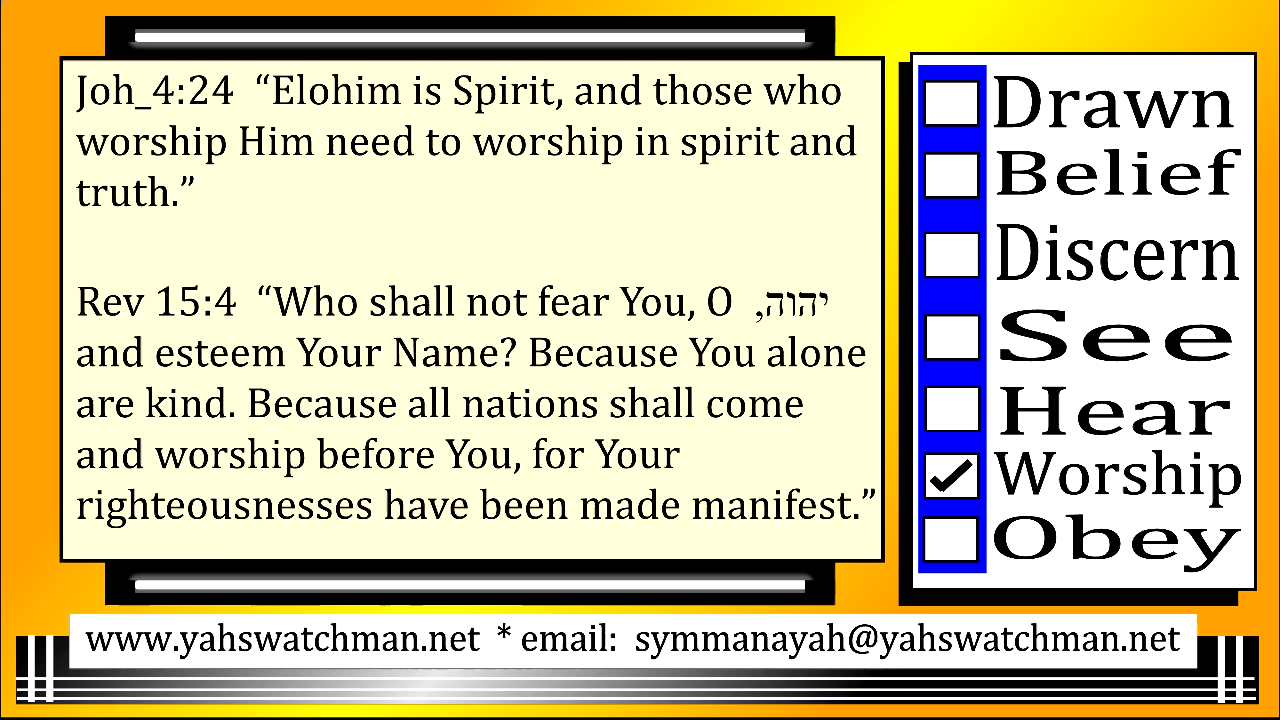 Joh_4:24 “Elohim is Spirit, and those who
worship Him need to worship in spirit and
truth.”
Rev 15:4 “Who shall not fear You, O יהוה,
and esteem Your Name? Because You alone
are kind. Because all nations shall come
and worship before You, for Your
righteousnesses have been made manifest.”
Drawn
Belief
Discern
See
Hear
Worship
Obey
www.yahswatchman.net * email: symmanayah@yahswatchman.net